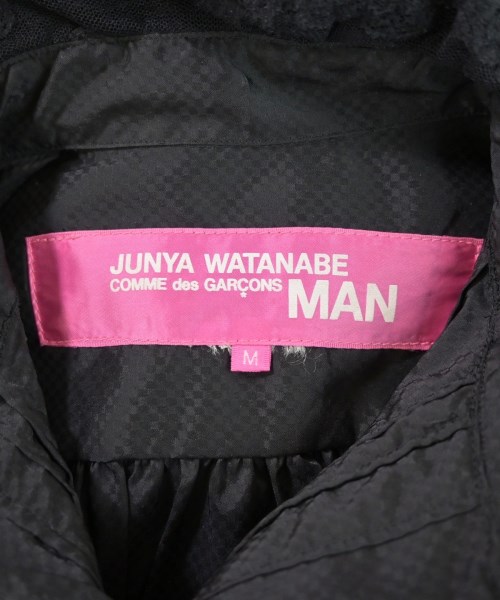 JUNYA WATANABE
COMME des GARÇONS MAN
★
M